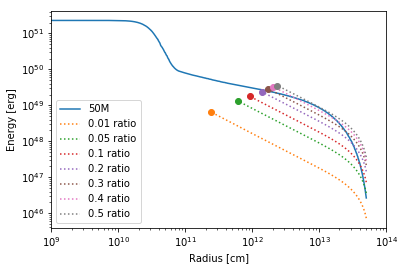 Energy [erg]
10^51
10^50
10^49
10^48
10^47
10^46
50M
0.01 ratio
0.05 ratio
0.1 ratio
0.2 ratio
0.3 ratio
0.4 ratio
0.5 ratio
10^9 10^10 10^11 10^12 10^13 10^14
Radius [cm]